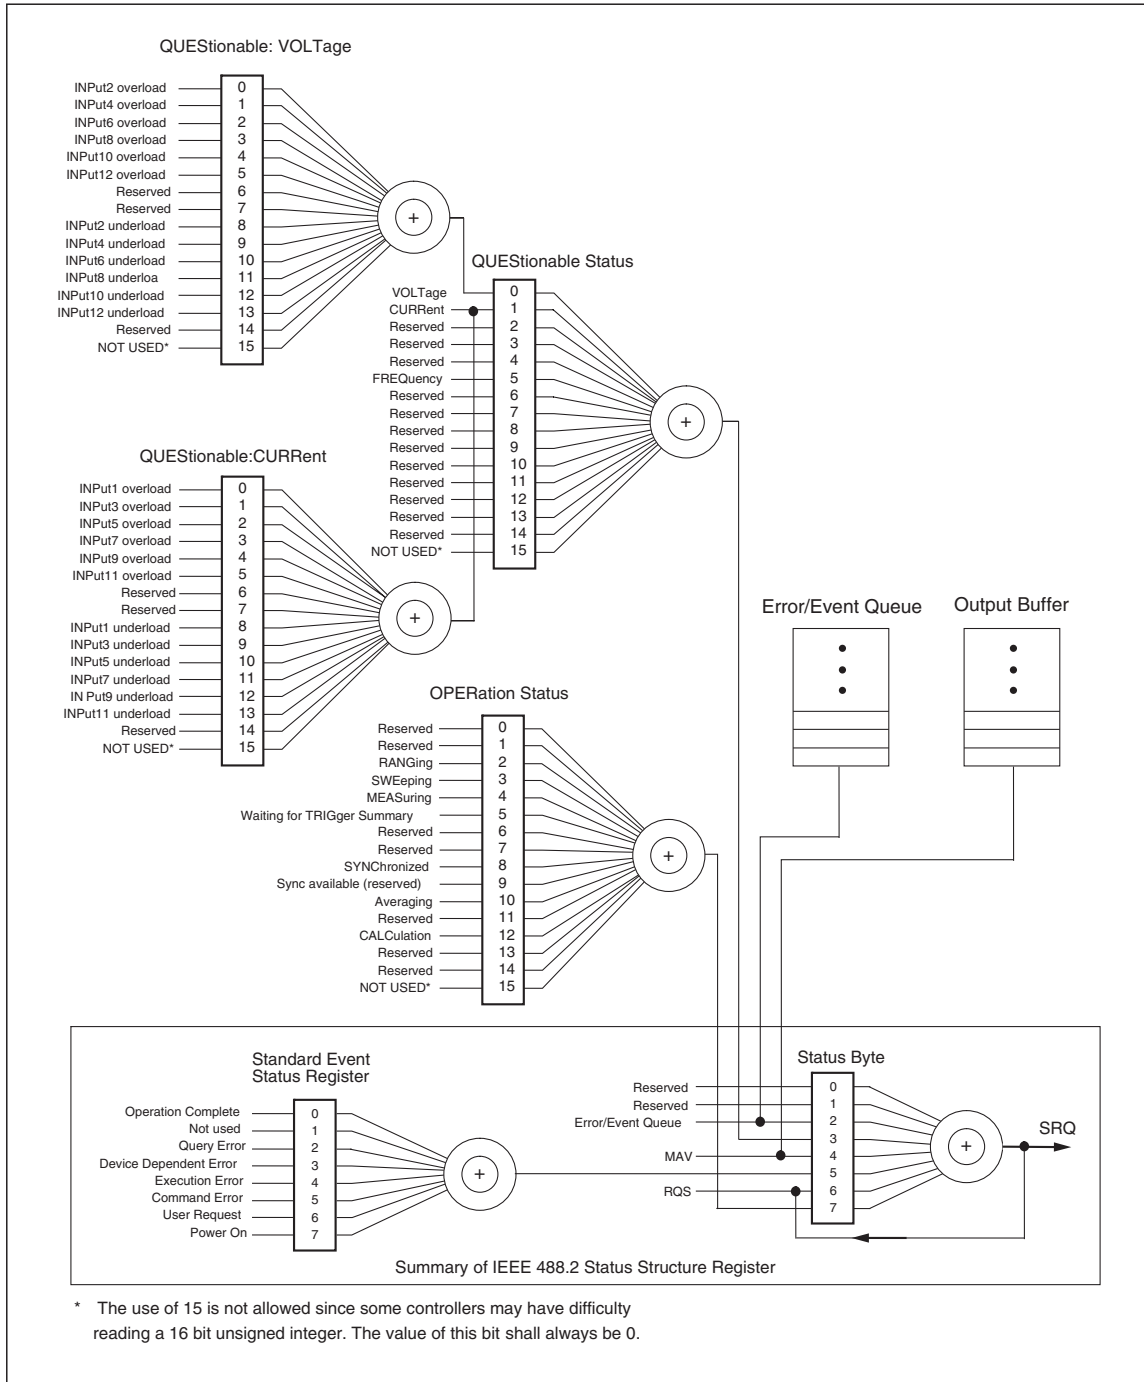 QUEStionable: VOLTage
INPut2 overload 0
INPut4 overload 1
INPut6 overload 2
INPut8 overload 3
INPut10 overload 4
INPut12 overload 5
Reserved 6
Reserved 7
INPut2 underload 8
INPut4 underload 9
INPut6 underload 10
INPut8 underloa 11
INPut10 underload 12
INPut12 underload 13
Reserved 14
NOT USED* 15
+
QUEStionable Status
VOLTage 0
CURRent 1
Reserved 2
Reserved 3
Reserved 4
FREQuency 5
Reserved 6
Reserved 7
Reserved 8
Reserved 9
Reserved 10
Reserved 11
Reserved 12
Reserved 13
Reserved 14
NOT USED* 15
+
QUEStionable:CURRent
INPut1 overload 0
INPut3 overload 1
INPut5 overload 2
INPut7 overload 3
INPut9 overload 4
INPut11 overload 5
Reserved 6
Reserved 7
INPut1 underload 8
INPut3 underload 9
INPut5 underload 10
INPut7 underload 11
IN Put9 underload 12
INPut11 underload 13
Reserved 14
NOT USED* 15
+
Error/Event Queue
Output Buffer
OPERation Status
Reserved 0
Reserved 1
RANGing 2
SWEeping 3
MEASuring 4
Waiting for TRIGger Summary 5
Reserved 6
Reserved 7
SYNChronized 8
Sync available (reserved) 9
Averaging 10
Reserved 11
CALCulation 12
Reserved 13
Reserved 14
NOT USED* 15
+
Standard Event
Status Register
Operation Complete 0
Not used 1
Query Error 2
Device Dependent Error 3
Execution Error 4
Command Error 5
User Request 6
Power On 7
+
Status Byte
Reserved 0
Reserved 1
Error/Event Queue 2
3
MAV 4
5
RQS 6
7
+
SRQ
Summary of IEEE 488.2 Status Structure Register
* The use of 15 is not allowed since some controllers may have difficulty
reading a 16 bit unsigned integer. The value of this bit shall always be 0.